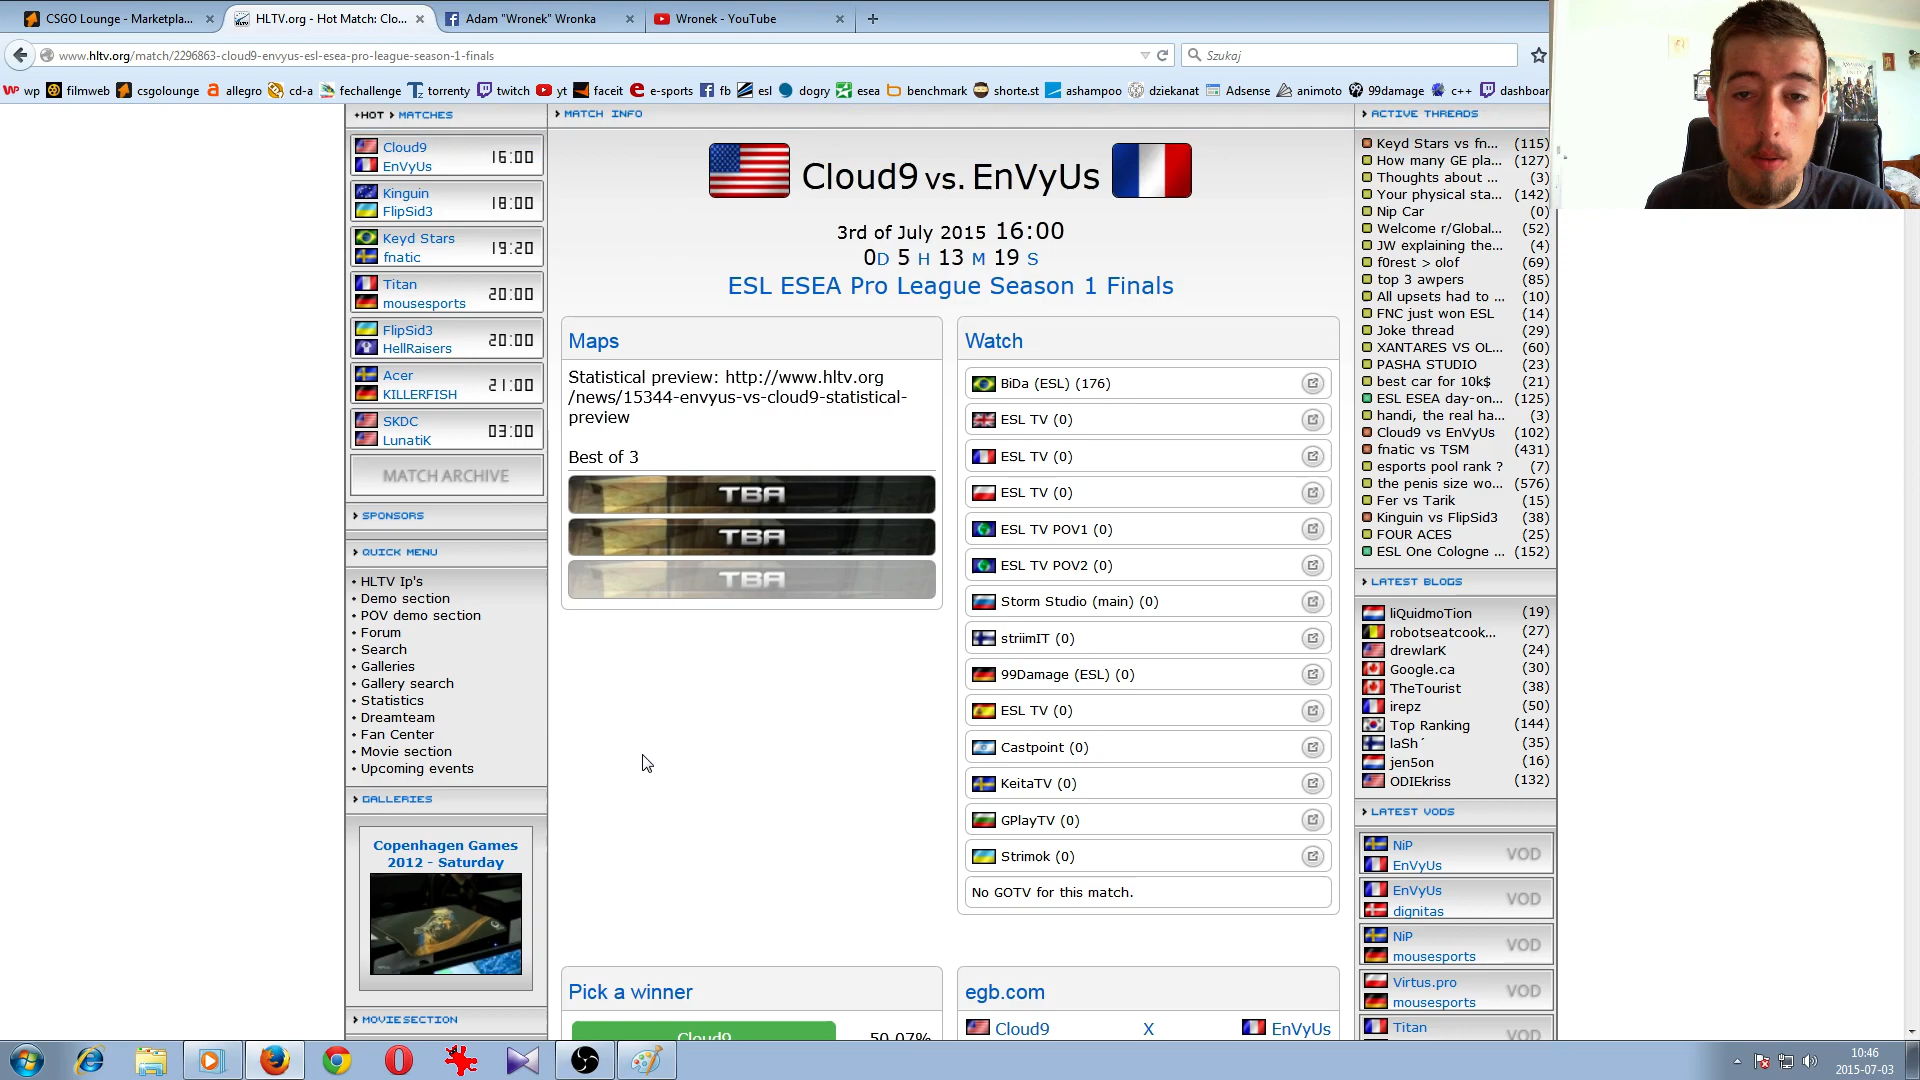 CSGO Lounge - Marketpla...
HLTV.org - Hot Match: Clo...
Adam "Wronek" Wronka
Wronek - YouTube
www.hltv.org/match/2296863-cloud9-envyus-esl-esea-pro-league-season-1-finals
Szukaj
wp
filmweb
csgolounge
allegro
cd-a
fechallenge
torrenty
twitch
yt
faceit
e-sports
fb
esl
dogry
esea
benchmark
shorte.st
ashampoo
dziekanat
Adsense
animoto
99damage
c++
dashboar
HOT MATCHES
Cloud9
EnVyUs
16:00
Kinguin
FlipSid3
18:00
Keyd Stars
fnatic
19:20
Titan
mousesports
20:00
FlipSid3
HellRaisers
20:00
Acer
KILLERFISH
21:00
SKDC
LunatiK
03:00
MATCH ARCHIVE
SPONSORS
QUICK MENU
HLTV Ip's
Demo section
POV demo section
Forum
Search
Galleries
Gallery search
Statistics
Dreamteam
Fan Center
Movie section
Upcoming events
GALLERIES
Copenhagen Games
2012 - Saturday
MOVIESECTION
MATCH INFO
Cloud9 vs. EnVyUs
3rd of July 2015 16:00
0D 5 H 13 M 19 S
ESL ESEA Pro League Season 1 Finals
Maps
Statistical preview: http://www.hltv.org
/news/15344-envyus-vs-cloud9-statistical-
preview
Best of 3
TBA
TBA
TBA
Watch
BiDa (ESL) (176)
ESL TV (0)
ESL TV (0)
ESL TV (0)
ESL TV POV1 (0)
ESL TV POV2 (0)
Storm Studio (main) (0)
striimIT (0)
99Damage (ESL) (0)
ESL TV (0)
Castpoint (0)
KeitaTV (0)
GPlayTV (0)
Strimok (0)
No GOTV for this match.
Pick a winner
Cloud9 50.07%
egb.com
Cloud9 X EnVyUs
ACTIVE THREADS
Keyd Stars vs fn... (115)
How many GE pla... (127)
Thoughts about ... (3)
Your physical sta... (142)
Nip Car (0)
Welcome r/Global... (52)
JW explaining the... (4)
f0rest > olof (69)
top 3 awpers (85)
All upsets had to ... (10)
FNC just won ESL (14)
Joke thread (29)
XANTARES VS OL... (60)
PASHA STUDIO (23)
best car for 10k$ (21)
ESL ESEA day-on... (125)
handi, the real ha... (3)
Cloud9 vs EnVyUs (102)
fnatic vs TSM (431)
esports pool rank ? (7)
the penis size wo... (576)
Fer vs Tarik (15)
Kinguin vs FlipSid3 (38)
FOUR ACES (25)
ESL One Cologne ... (152)
LATEST BLOGS
liQuidmoTion (19)
robotseatcook... (27)
drewlarK (24)
Google.ca (30)
TheTourist (38)
irepz (50)
Top Ranking (144)
laSh´ (35)
jen5on (16)
ODIEkriss (132)
LATEST VODS
NiP
EnVyUs
VOD
EnVyUs
dignitas
VOD
NiP
mousesports
VOD
Virtus.pro
mousesports
VOD
Titan
VOD
10:46
2015-07-03